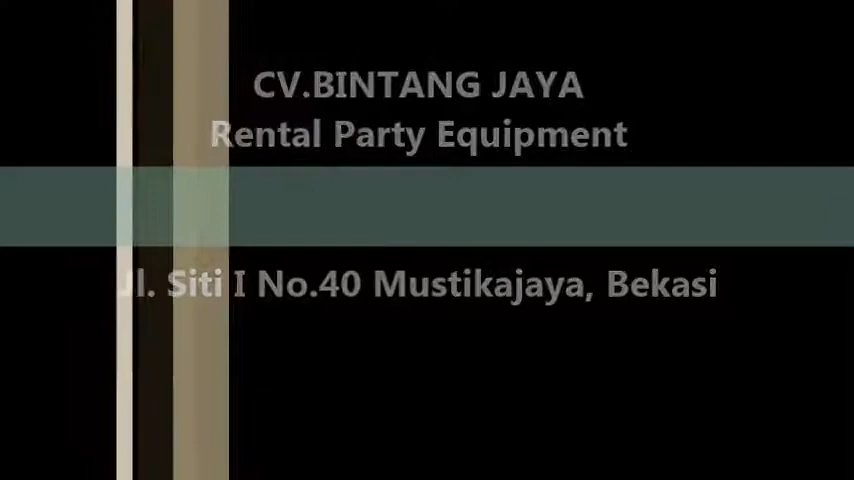 CV.BINTANG JAYA
Rental Party Equipment
Jl. Siti I No.40 Mustikajaya, Bekasi